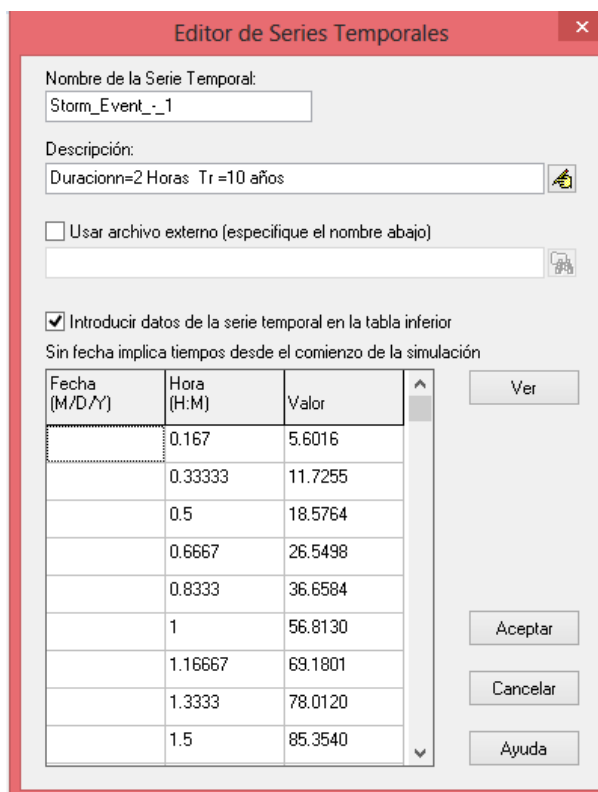 Editor de Series Temporales
Nombre de la Serie Temporal:
Storm_Event_-_1
Descripción:
Duracionn=2 Horas Tr =10 años
Usar archivo externo (especifique el nombre abajo)
Introducir datos de la serie temporal en la tabla inferior
Sin fecha implica tiempos desde el comienzo de la simulación
Fecha (M/D/Y) Hora (H:M) Valor
0.167 5.6016
0.33333 11.7255
0.5 18.5764
0.6667 26.5498
0.8333 36.6584
1 56.8130
1.16667 69.1801
1.3333 78.0120
1.5 85.3540
Ver
Aceptar
Cancelar
Ayuda